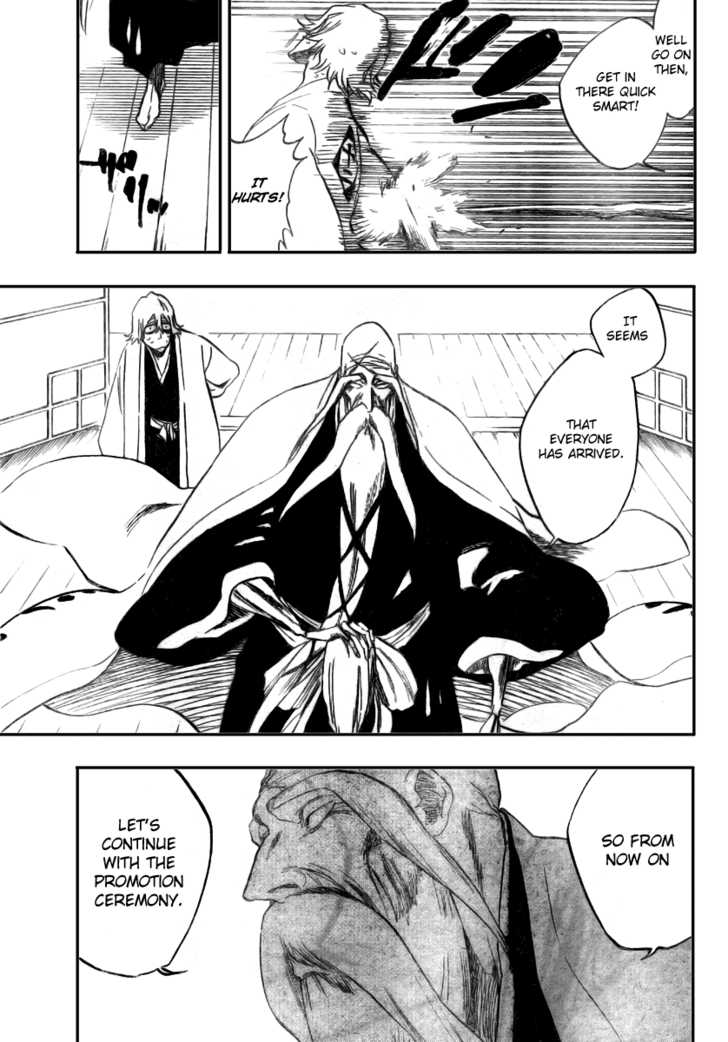 WELL
GO ON
THEN,
GET IN
THERE QUICK
SMART!
IT
HURTS!
IT
SEEMS
THAT
EVERYONE
HAS ARRIVED.
SO FROM
NOW ON
LET'S
CONTINUE
WITH THE
PROMOTION
CEREMONY.